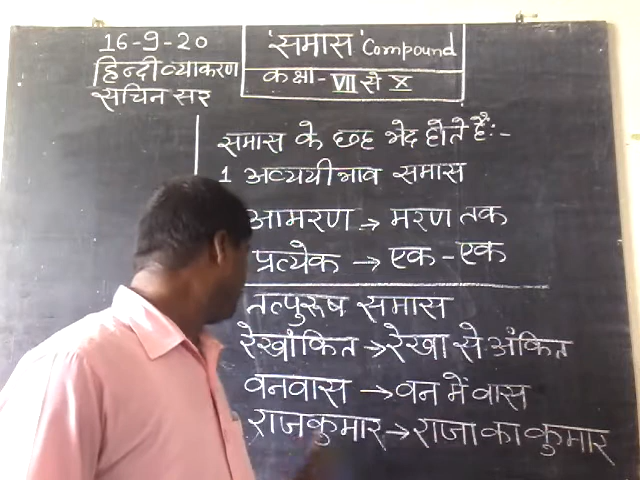 16-9-20
हिन्दी व्याकरण
सचिन सर
'समास' Compound
कक्षा- VII से X
समास के छह भेद होते हैं:-
1 अव्ययीभाव समास
आमरण → मरण तक
प्रत्येक → एक-एक
तत्पुरूष समास
रेखांकित → रेखा से अंकित
वनवास → वन में वास
राजकुमार → राजा का कुमार